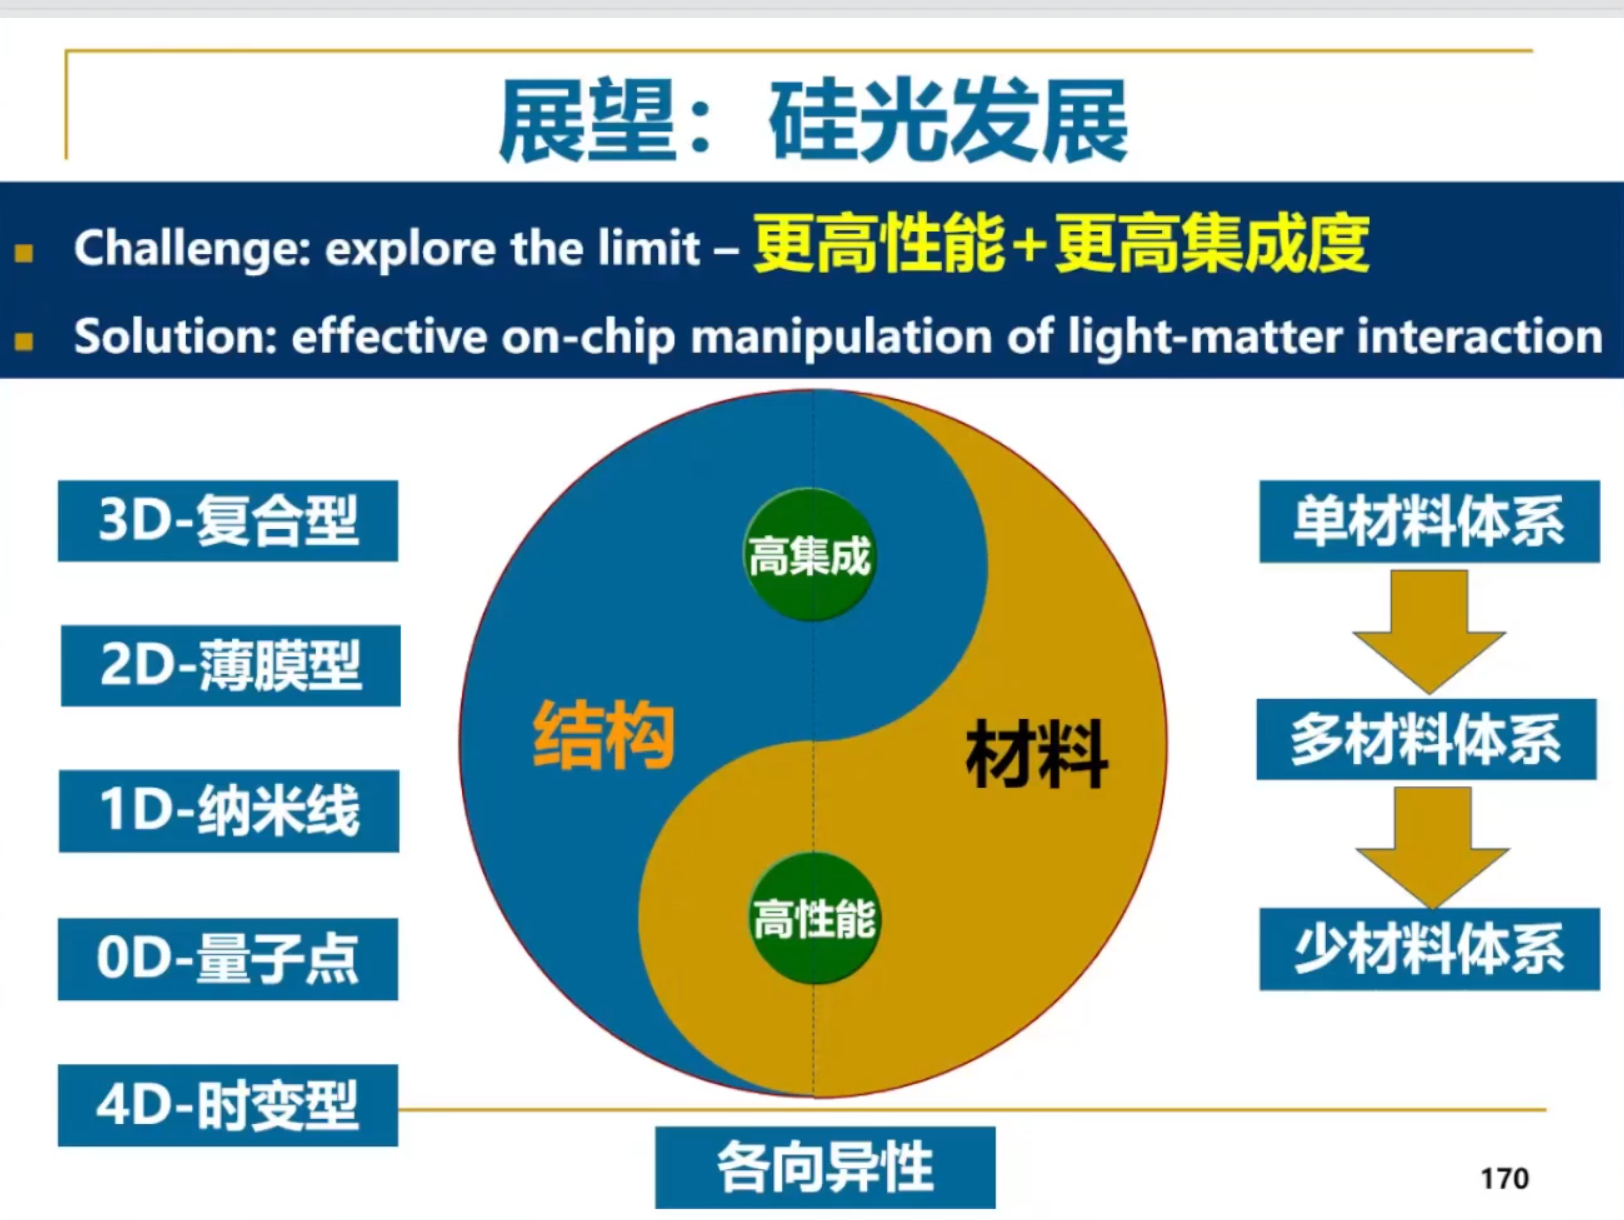 展望：硅光发展
Challenge: explore the limit – 更高性能+更高集成度
Solution: effective on-chip manipulation of light-matter interaction
3D-复合型
2D-薄膜型
1D-纳米线
0D-量子点
4D-时变型
高集成
结构
材料
高性能
单材料体系
多材料体系
少材料体系
各向异性
170